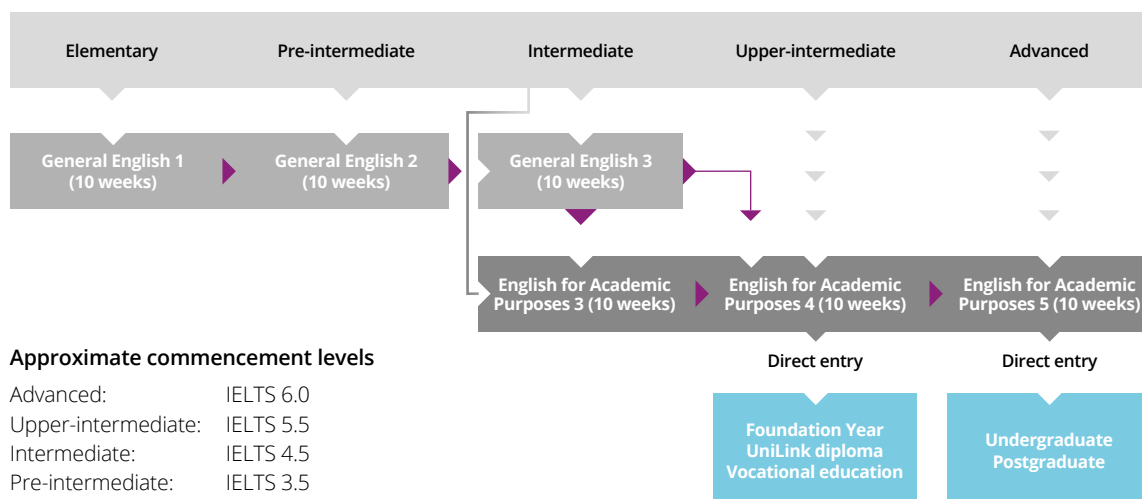 Elementary
Pre-intermediate
Intermediate
Upper-intermediate
Advanced
General English 1
(10 weeks)
General English 2
(10 weeks)
General English 3
(10 weeks)
English for Academic
Purposes 3 (10 weeks)
English for Academic
Purposes 4 (10 weeks)
English for Academic
Purposes 5 (10 weeks)
Direct entry
Direct entry
Foundation Year
UniLink diploma
Vocational education
Undergraduate
Postgraduate
Approximate commencement levels
Advanced: IELTS 6.0
Upper-intermediate: IELTS 5.5
Intermediate: IELTS 4.5
Pre-intermediate: IELTS 3.5